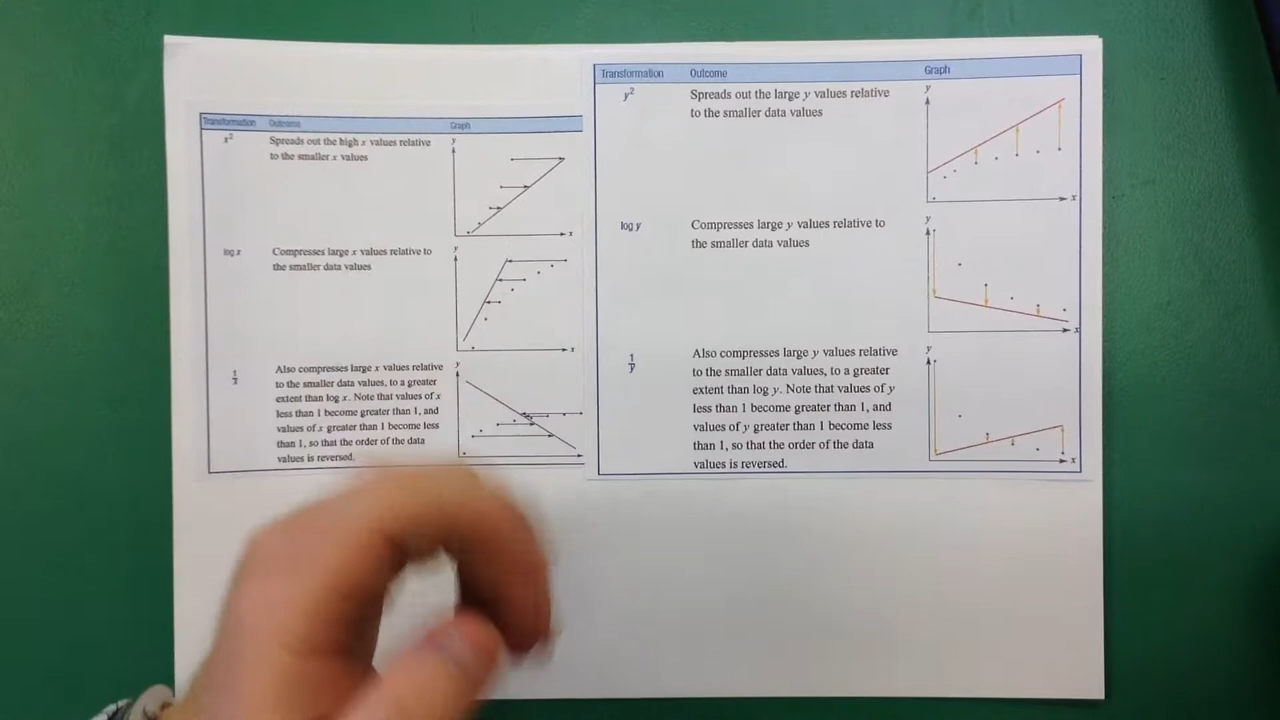 Transformation Outcome Graph
x² Spreads out the high x values relative
to the smaller x values
y
x
log x Compresses large x values relative to
the smaller data values
y
x
1/x Also compresses large x values relative
to the smaller data values, to a greater
extent than log x. Note that values of x
less than 1 become greater than 1, and
values of x greater than 1 become less
than 1, so that the order of the data
values is reversed.
y
Transformation Outcome Graph
y² Spreads out the large y values relative
to the smaller data values
y
x
log y Compresses large y values relative to
the smaller data values
y
x
1/y Also compresses large y values relative
to the smaller data values, to a greater
extent than log y. Note that values of y
less than 1 become greater than 1, and
values of y greater than 1 become less
than 1, so that the order of the data
values is reversed.
y
x